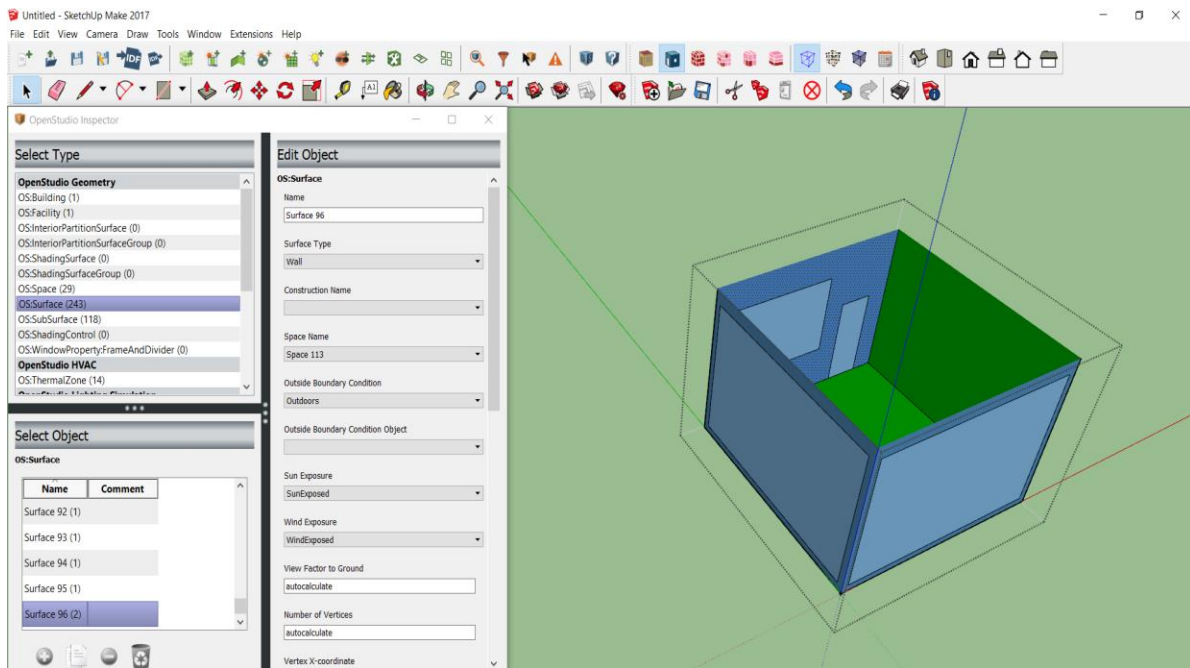 Untitled - SketchUp Make 2017
File Edit View Camera Draw Tools Window Extensions Help
IDF
A1
OpenStudio Inspector
Select Type
OpenStudio Geometry
OS:Building (1)
OS:Facility (1)
OS:InteriorPartitionSurface (0)
OS:InteriorPartitionSurfaceGroup (0)
OS:ShadingSurface (0)
OS:ShadingSurfaceGroup (0)
OS:Space (29)
OS:Surface (243)
OS:SubSurface (118)
OS:ShadingControl (0)
OS:WindowProperty:FrameAndDivider (0)
OpenStudio HVAC
OS:ThermalZone (14)
OpenStudio Lighting Simulation
Select Object
OS:Surface
Name Comment
Surface 92 (1)
Surface 93 (1)
Surface 94 (1)
Surface 95 (1)
Surface 96 (2)
Edit Object
OS:Surface
Name
Surface 96
Surface Type
Wall
Construction Name
Space Name
Space 113
Outside Boundary Condition
Outdoors
Outside Boundary Condition Object
Sun Exposure
SunExposed
Wind Exposure
WindExposed
View Factor to Ground
autocalculate
Number of Vertices
autocalculate
Vertex X-coordinate